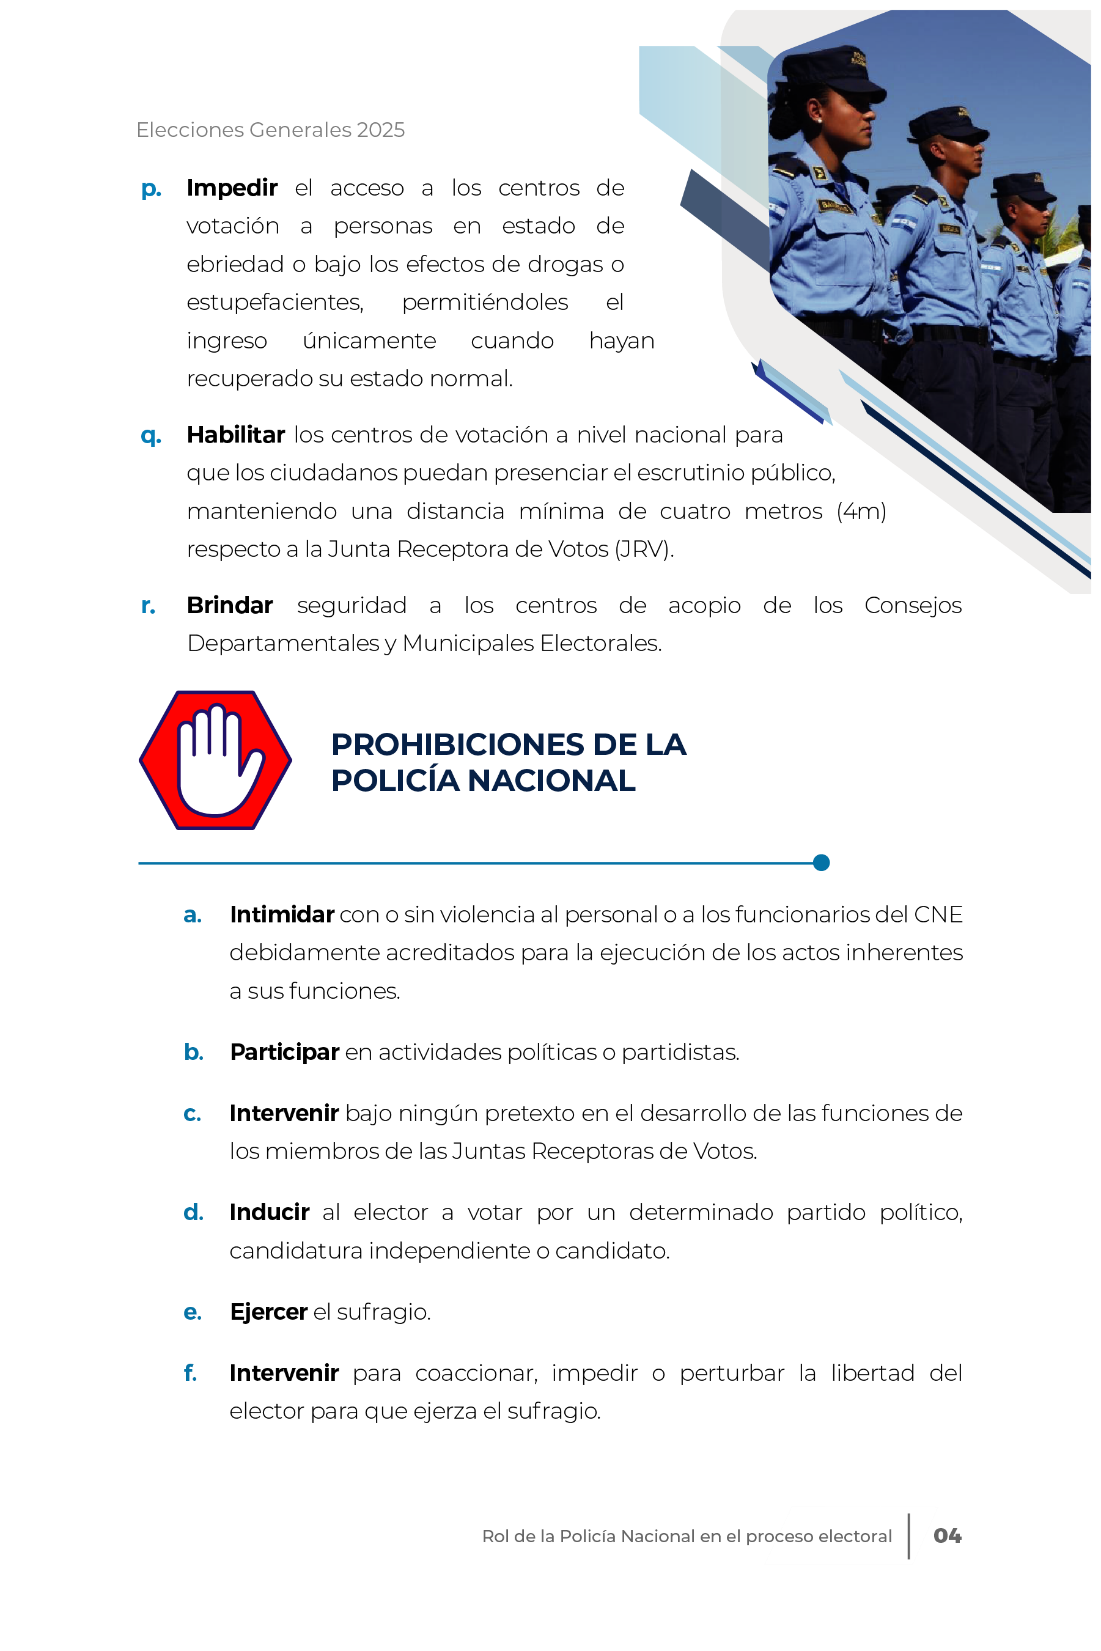 Elecciones Generales 2025
p. Impedir el acceso a los centros de
votación a personas en estado de
ebriedad o bajo los efectos de drogas o
estupefacientes, permitiéndoles el
ingreso únicamente cuando hayan
recuperado su estado normal.
q. Habilitar los centros de votación a nivel nacional para
que los ciudadanos puedan presenciar el escrutinio público,
manteniendo una distancia mínima de cuatro metros (4m)
respecto a la Junta Receptora de Votos (JRV).
r. Brindar seguridad a los centros de acopio de los Consejos
Departamentales y Municipales Electorales.
PROHIBICIONES DE LA
POLICÍA NACIONAL
a. Intimidar con o sin violencia al personal o a los funcionarios del CNE
debidamente acreditados para la ejecución de los actos inherentes
a sus funciones.
b. Participar en actividades políticas o partidistas.
c. Intervenir bajo ningún pretexto en el desarrollo de las funciones de
los miembros de las Juntas Receptoras de Votos.
d. Inducir al elector a votar por un determinado partido político,
candidatura independiente o candidato.
e. Ejercer el sufragio.
f. Intervenir para coaccionar, impedir o perturbar la libertad del
elector para que ejerza el sufragio.
Rol de la Policía Nacional en el proceso electoral 04